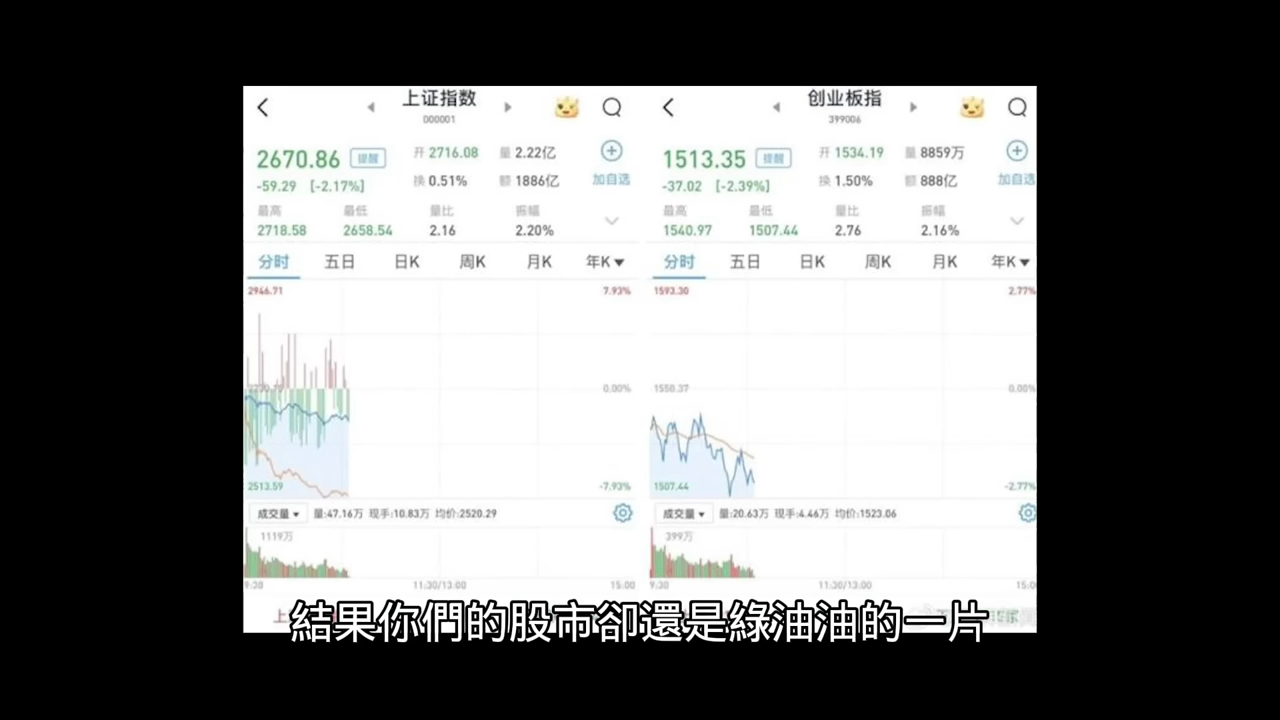 上证指数
000001
2670.86 提醒 开 2716.08 量 2.22亿
-59.29 [-2.17%] 换 0.51% 额 1886亿 加自选
最高 最低 量比 振幅
2718.58 2658.54 2.16 2.20%
分时 五日 日K 周K 月K 年K
2946.71 7.93%
0.00%
2513.59 -7.93%
成交量 量:47.16万 现手:10.83万 均价:2520.29
1119万
9:30 11:30/13:00 15:00
创业板指
399006
1513.35 提醒 开 1534.19 量 8859万
-37.02 [-2.39%] 换 1.50% 额 888亿 加自选
最高 最低 量比 振幅
1540.97 1507.44 2.76 2.16%
分时 五日 日K 周K 月K 年K
1593.30 2.77%
1550.37 0.00%
1507.44 -2.77%
成交量 量:20.63万 现手:4.46万 均价:1523.06
399万
9:30 11:30/13:00 15:00
結果你們的股市卻還是綠油油的一片